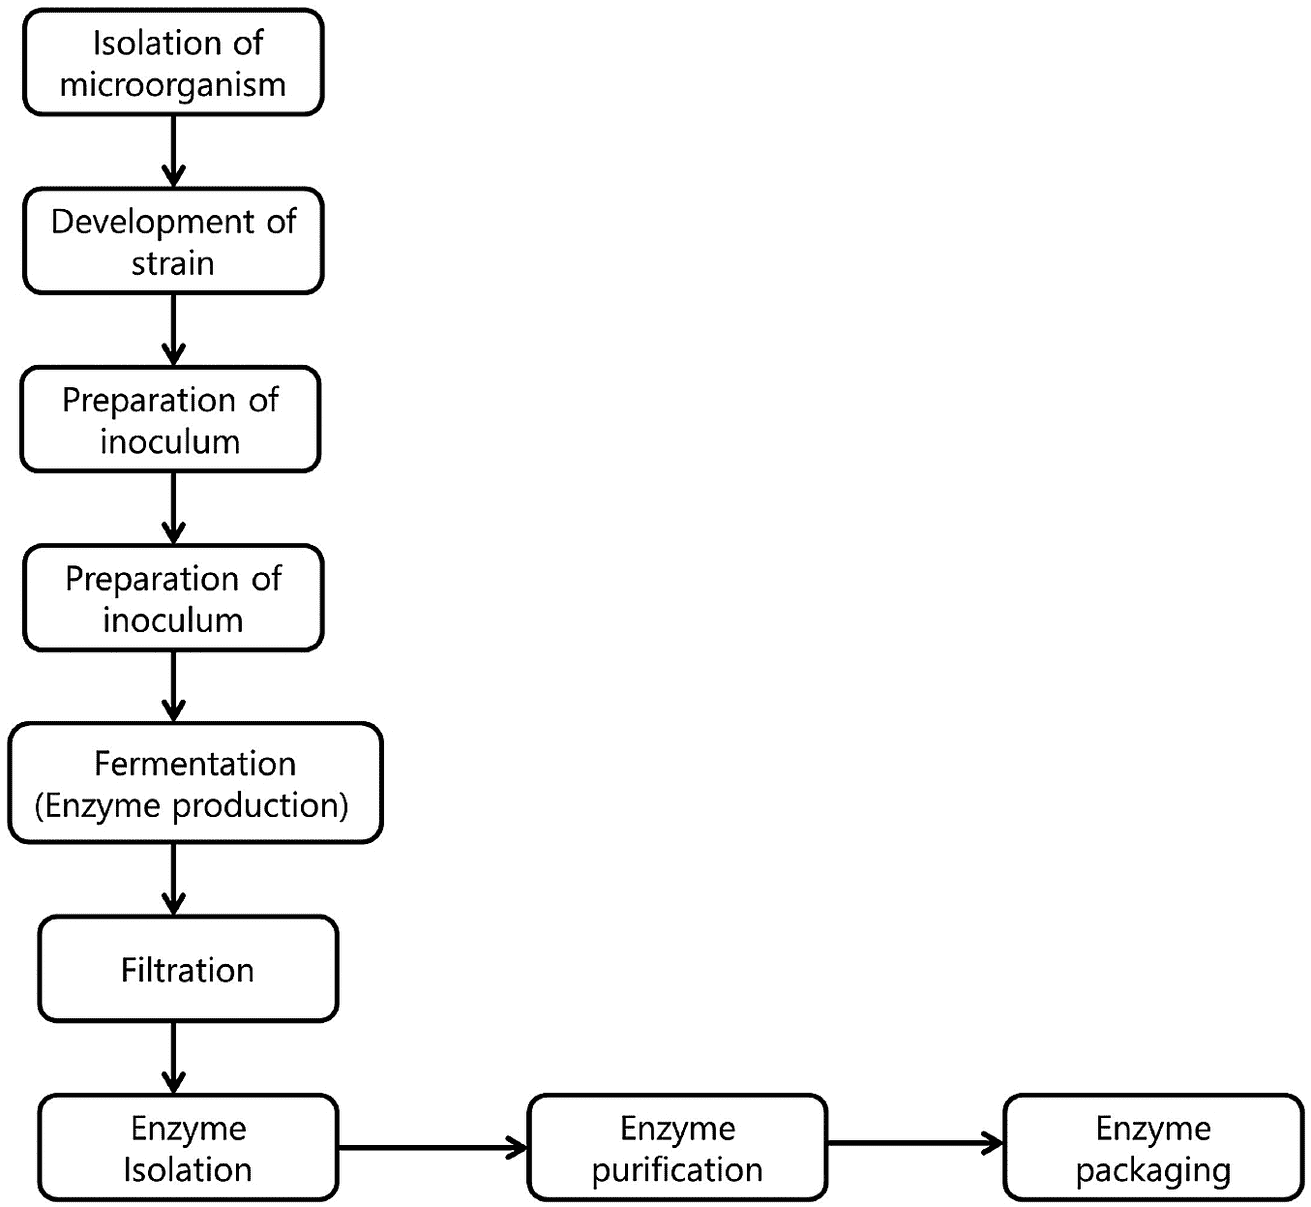 Isolation of
microorganism
Development of
strain
Preparation of
inoculum
Preparation of
inoculum
Fermentation
(Enzyme production)
Filtration
Enzyme
Isolation
Enzyme
purification
Enzyme
packaging